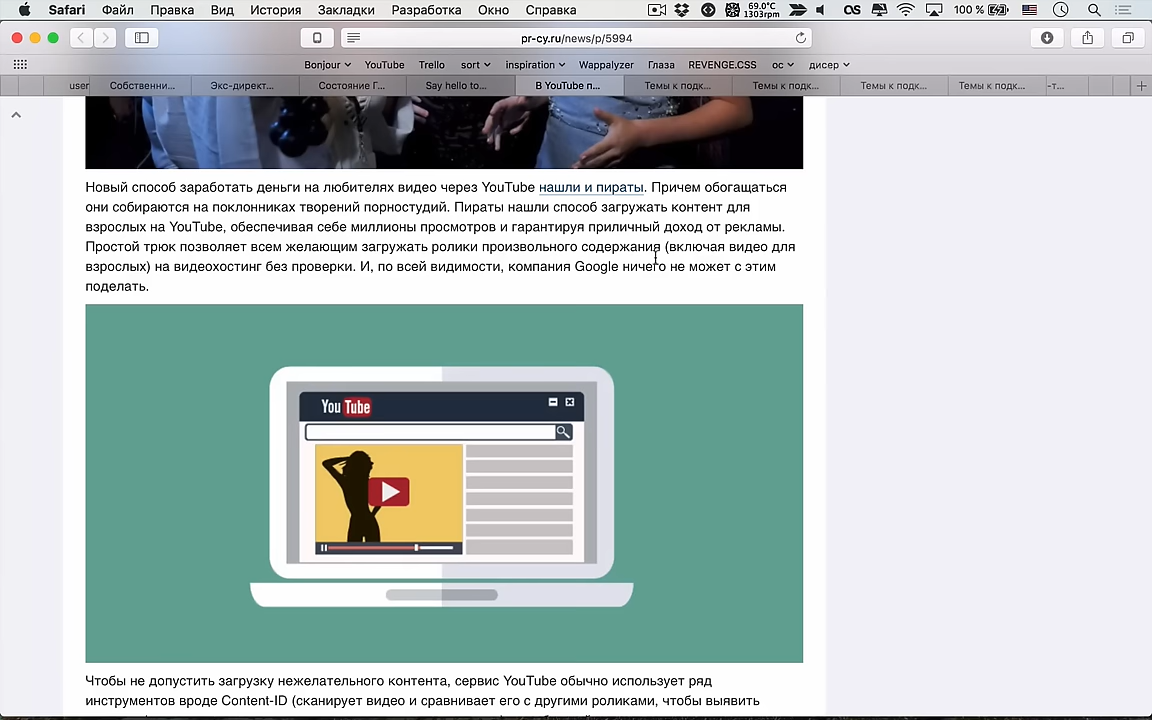 Safari Файл Правка Вид История Закладки Разработка Окно Справка 69.0°C 1303rpm 100 %
pr-cy.ru/news/p/5994
Bonjour YouTube Trello sort inspiration Wappalyzer Глаза REVENGE.CSS ос дисер
user Собственни... Экс-директ... Состояние Г... Say hello to... В YouTube п... Темы к подк... Темы к подк... Темы к подк... Темы к подк... -т...
Новый способ заработать деньги на любителях видео через YouTube нашли и пираты. Причем обогащаться
они собираются на поклонниках творений порностудий. Пираты нашли способ загружать контент для
взрослых на YouTube, обеспечивая себе миллионы просмотров и гарантируя приличный доход от рекламы.
Простой трюк позволяет всем желающим загружать ролики произвольного содержания (включая видео для
взрослых) на видеохостинг без проверки. И, по всей видимости, компания Google ничего не может с этим
поделать.
You Tube
Чтобы не допустить загрузку нежелательного контента, сервис YouTube обычно использует ряд
инструментов вроде Content-ID (сканирует видео и сравнивает его с другими роликами, чтобы выявить